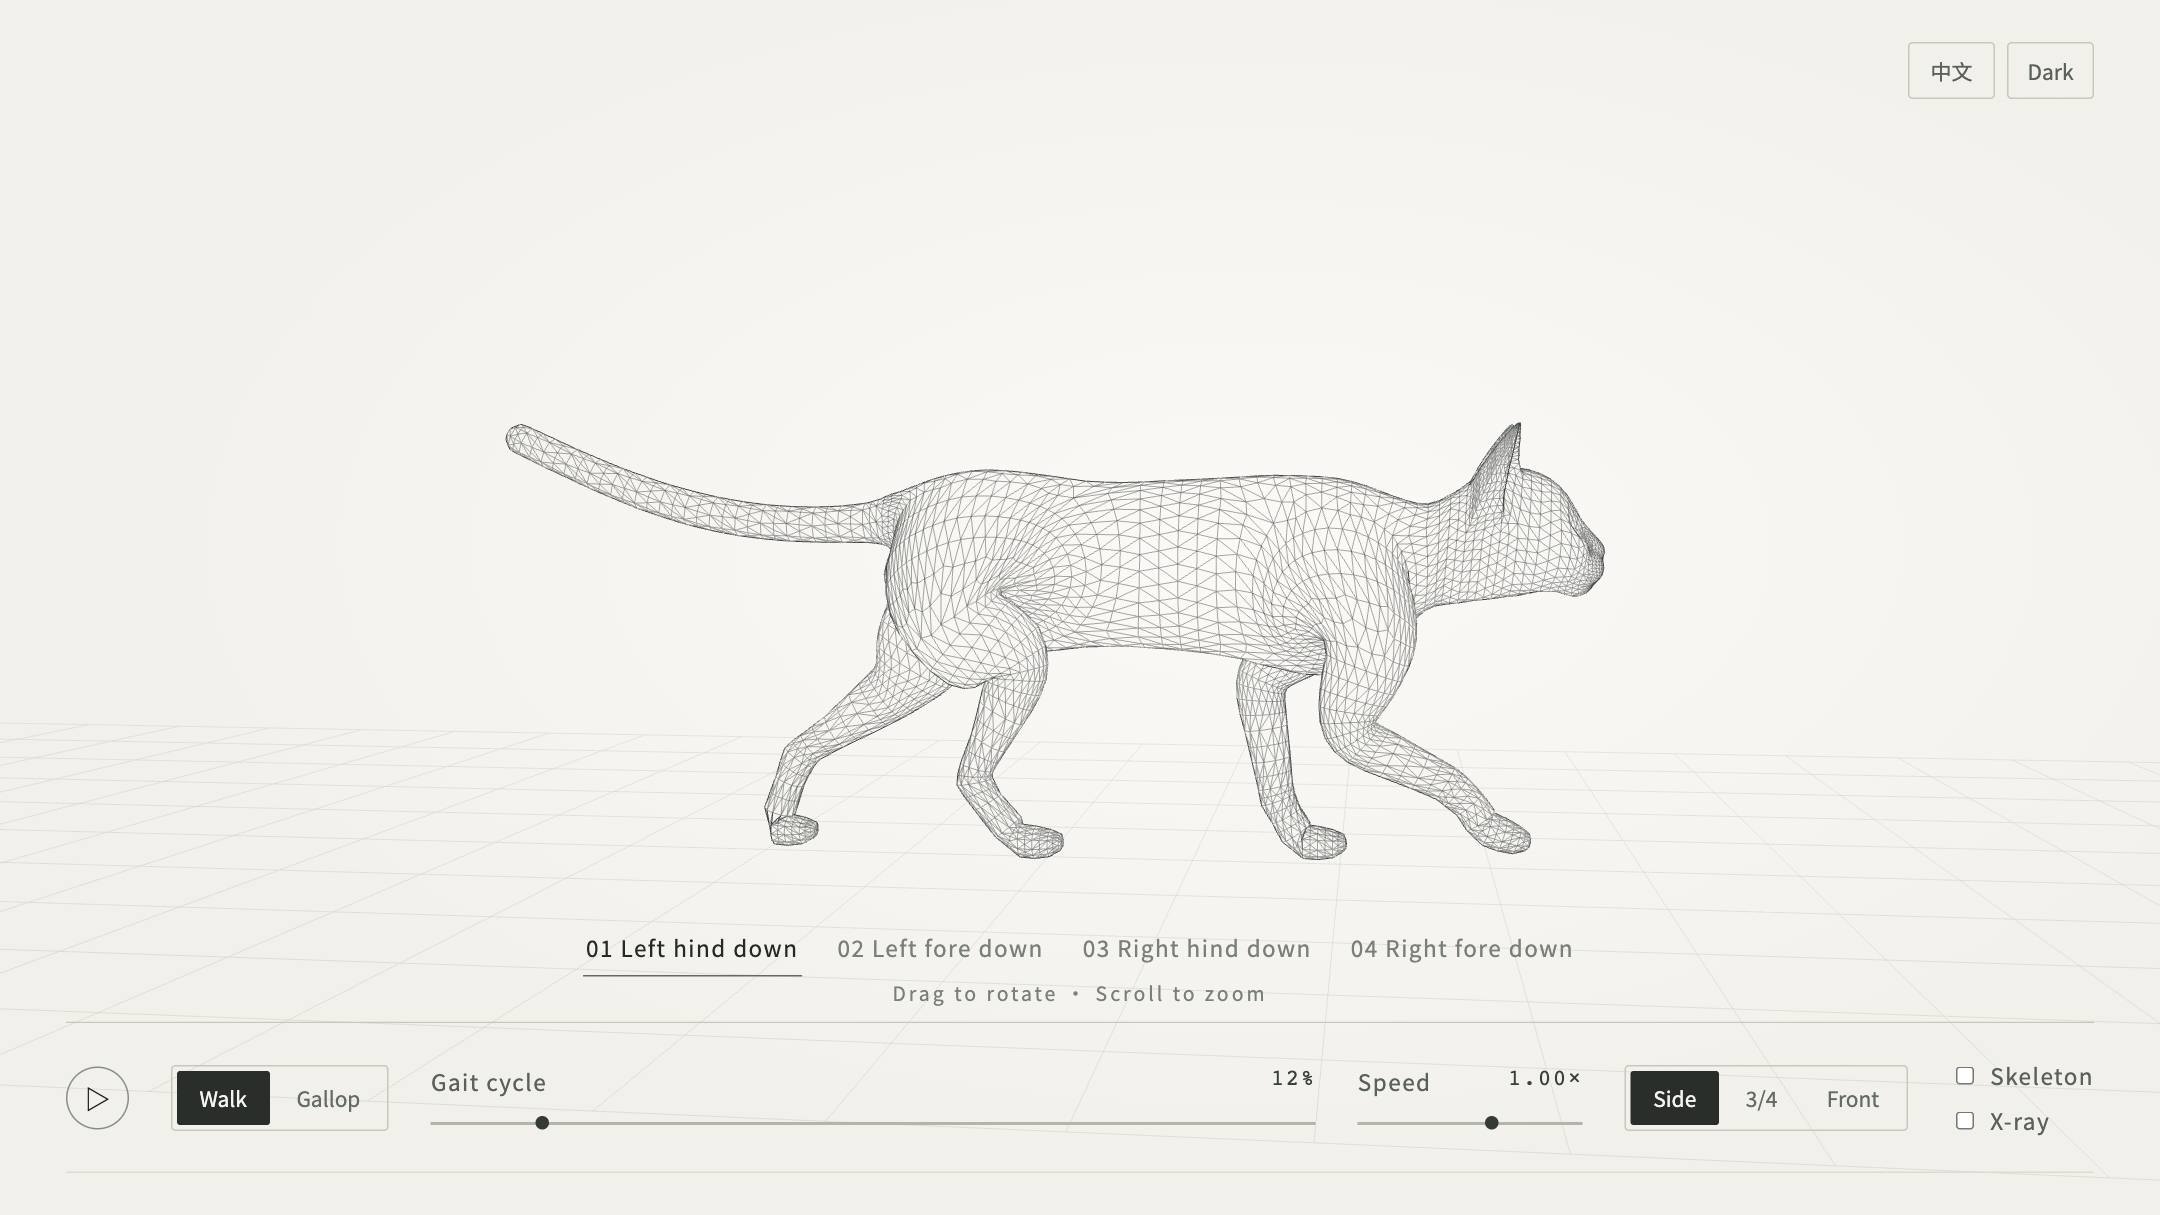 中文 Dark
01 Left hind down 02 Left fore down 03 Right hind down 04 Right fore down
Drag to rotate • Scroll to zoom
Walk Gallop
Gait cycle 12%
Speed 1.00×
Side 3/4 Front
Skeleton
X-ray